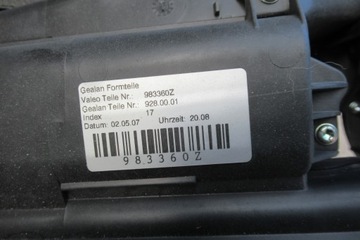 Gealan Formteile
Valeo Teile Nr.: 983360Z
Gealan Teile Nr.: 928.00.01
Index 17
Datum: 02.05.07 Uhrzeit: 20.08
983360Z